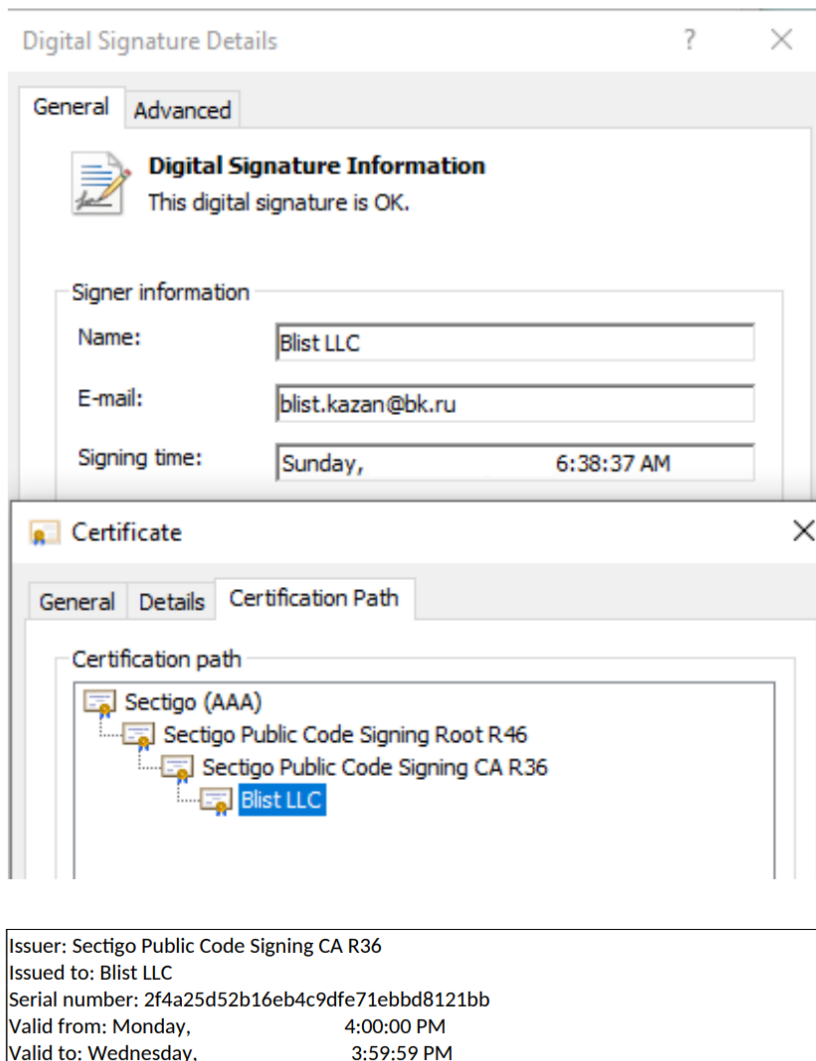 Digital Signature Details
General Advanced
Digital Signature Information
This digital signature is OK.
Signer information
Name: Blist LLC
E-mail: blist.kazan@bk.ru
Signing time: Sunday, 6:38:37 AM
Certificate
General Details Certification Path
Certification path
Sectigo (AAA)
Sectigo Public Code Signing Root R46
Sectigo Public Code Signing CA R36
Blist LLC
Issuer: Sectigo Public Code Signing CA R36
Issued to: Blist LLC
Serial number: 2f4a25d52b16eb4c9dfe71ebbd8121bb
Valid from: Monday, 4:00:00 PM
Valid to: Wednesday, 3:59:59 PM